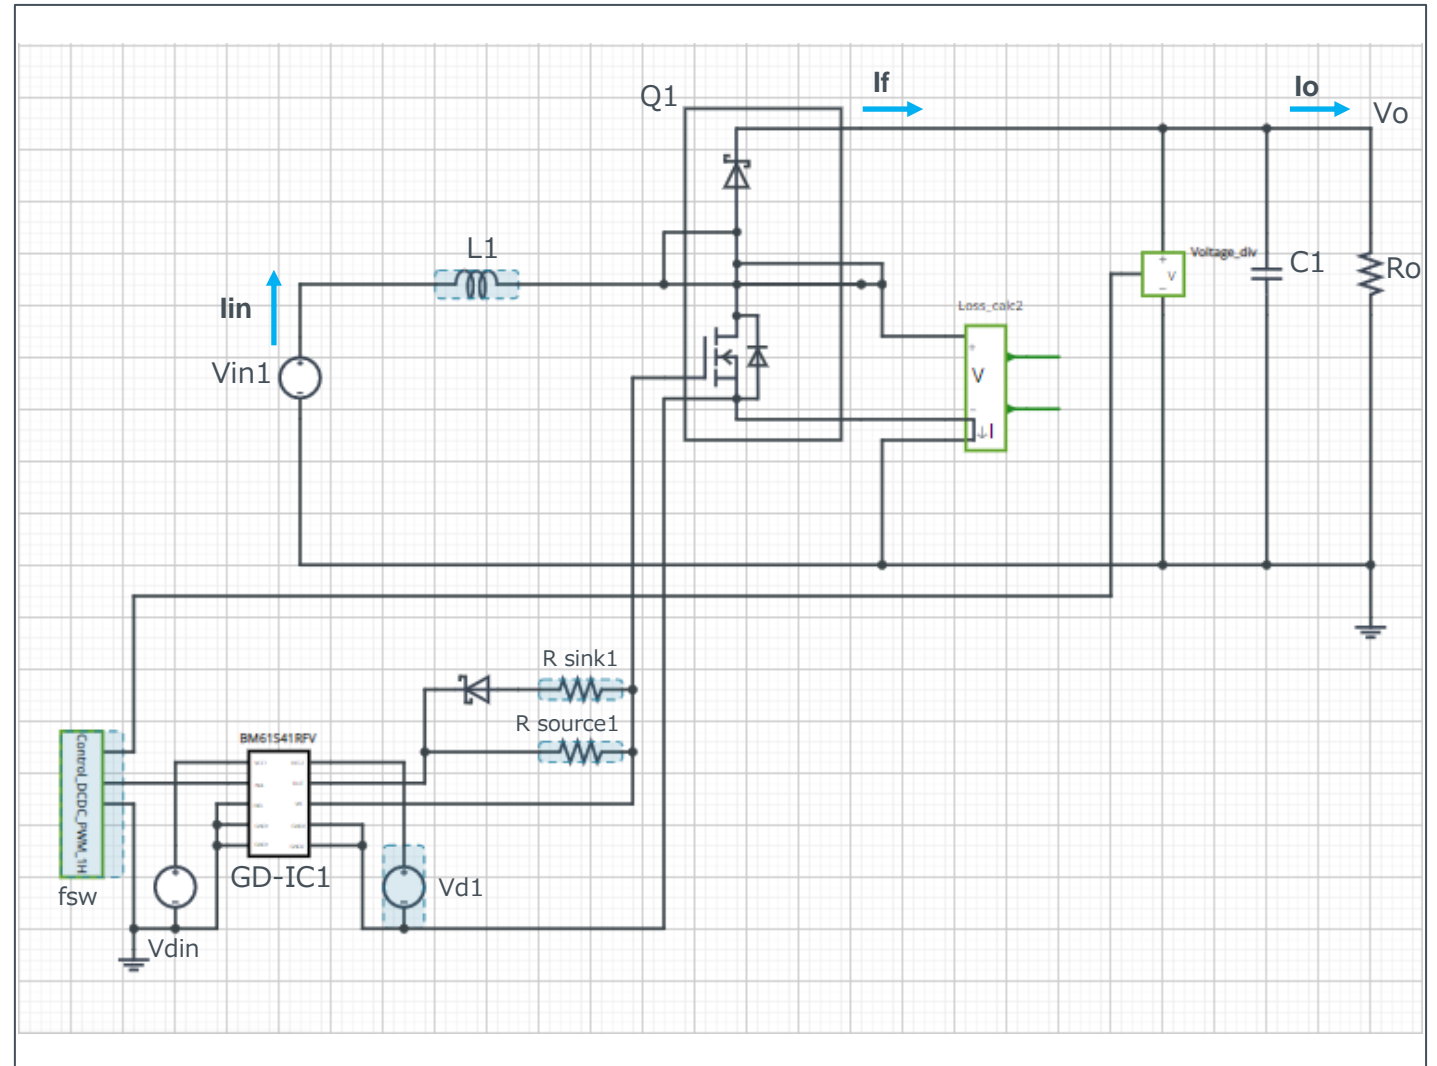 If
Io
Q1
Vo
L1
Voltage_div
V
C1
Ro
Iin
Loss_calc2
V
I
Vin1
R sink1
R source1
BM61S41RFV
Control_DCDC_PWM_1H
GD-IC1
Vd1
fsw
Vdin